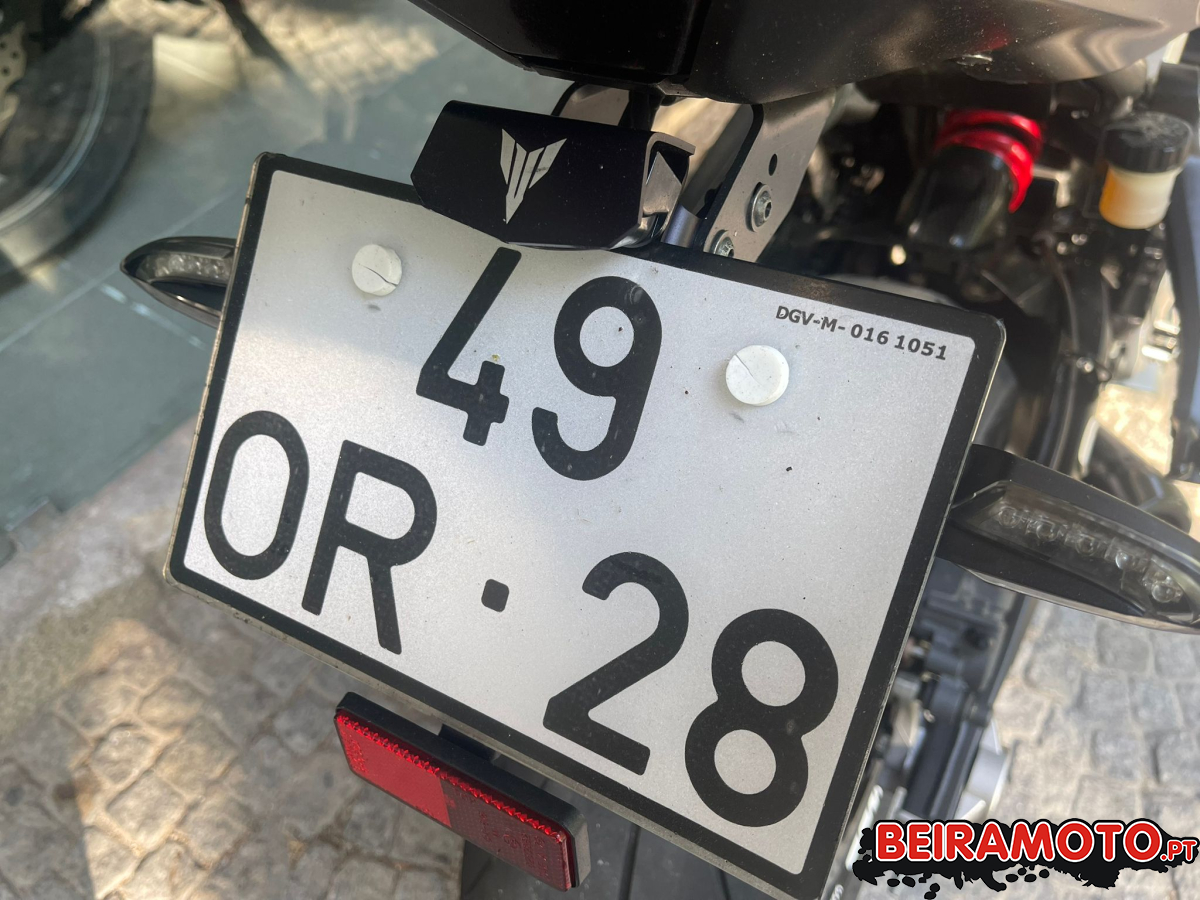 49
DGV-M-016 1051
OR·28
BEIRAMOTO.PT